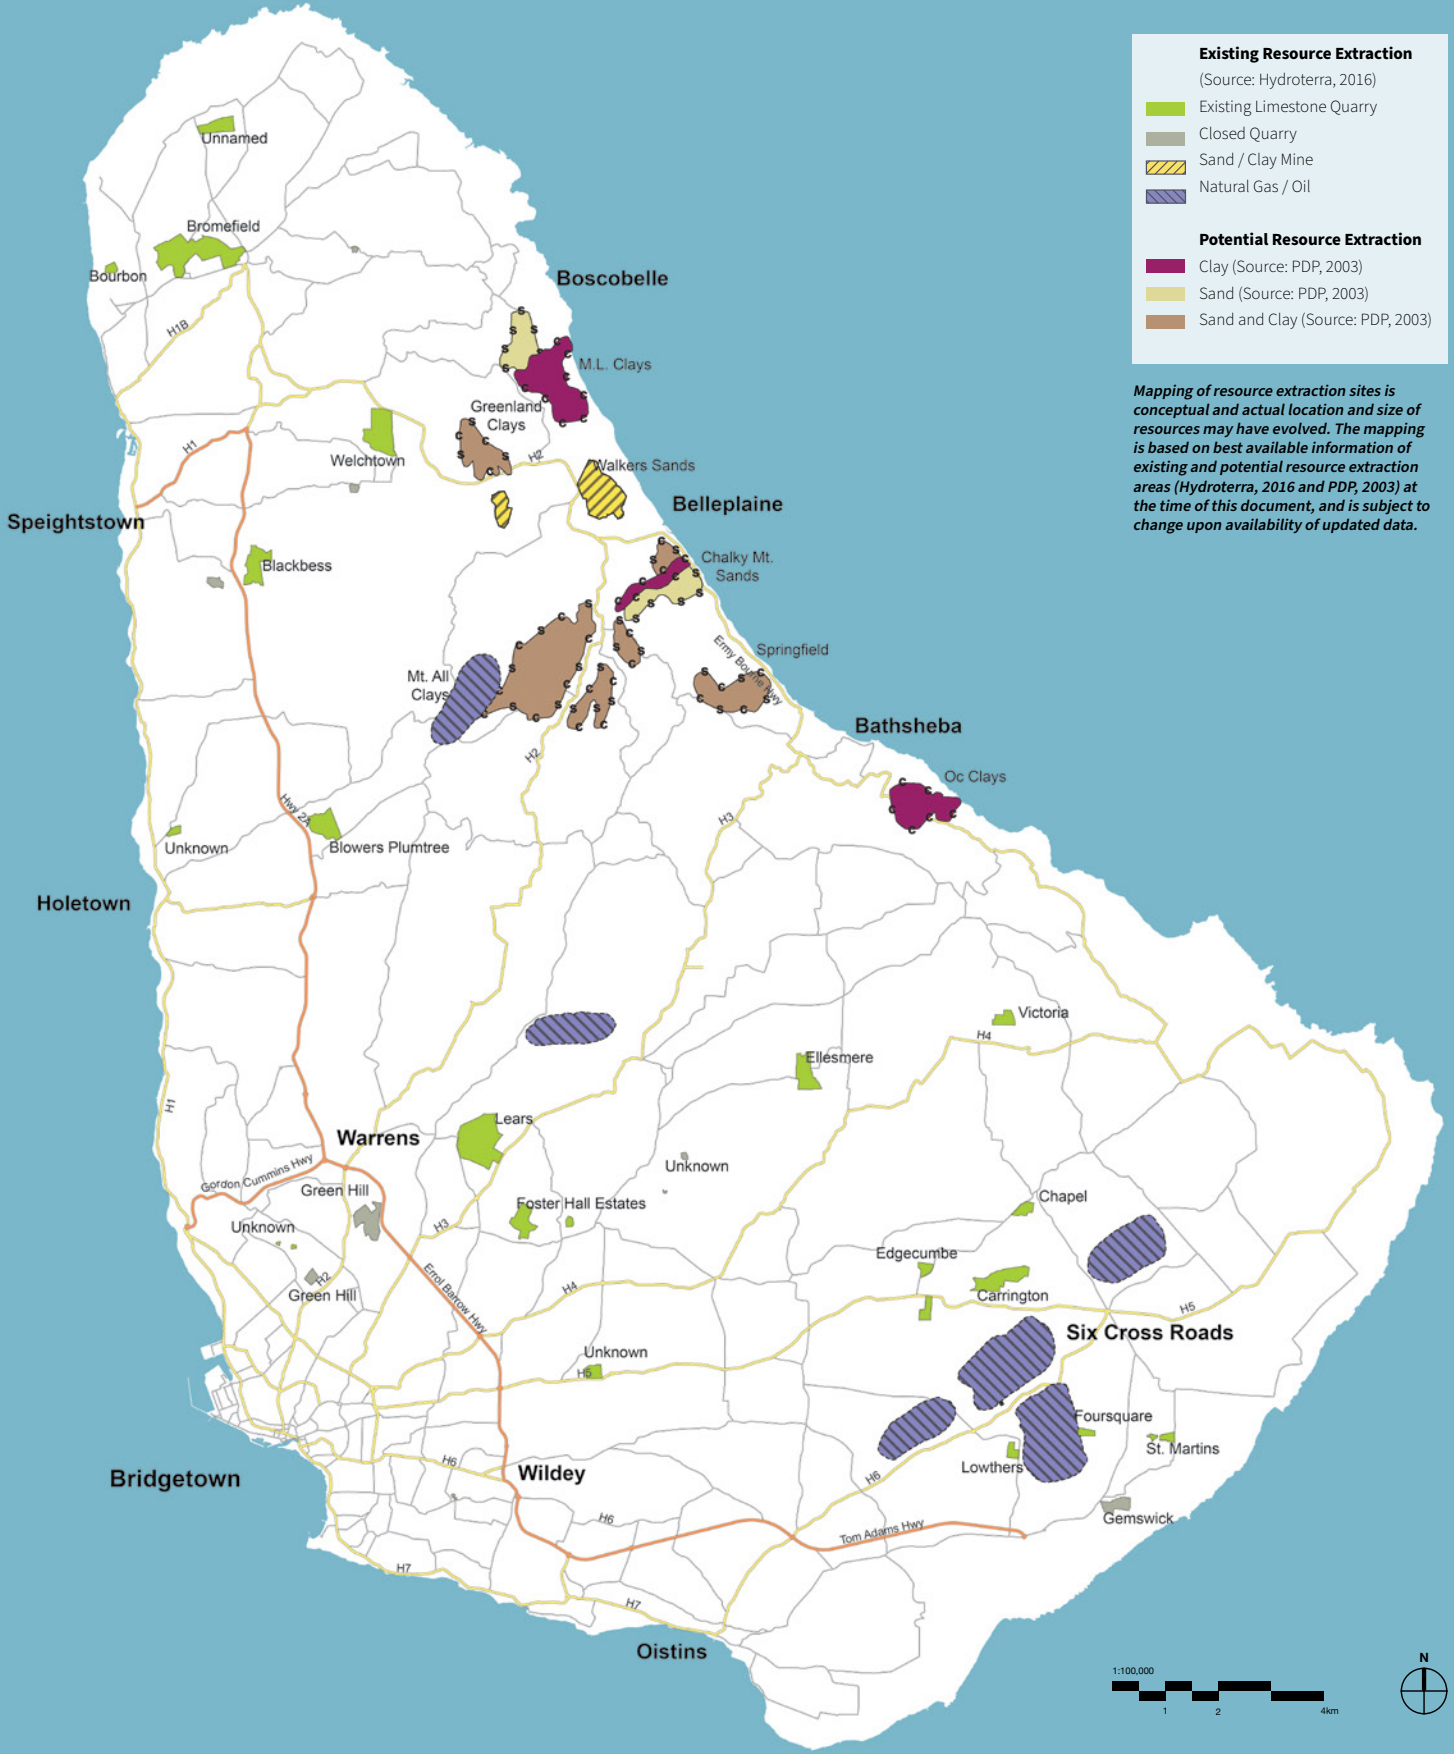 Existing Resource Extraction
(Source: Hydroterra, 2016)
Existing Limestone Quarry
Closed Quarry
Sand / Clay Mine
Natural Gas / Oil
Potential Resource Extraction
Clay (Source: PDP, 2003)
Sand (Source: PDP, 2003)
Sand and Clay (Source: PDP, 2003)
Mapping of resource extraction sites is
conceptual and actual location and size of
resources may have evolved. The mapping
is based on best available information of
existing and potential resource extraction
areas (Hydroterra, 2016 and PDP, 2003) at
the time of this document, and is subject to
change upon availability of updated data.
Unnamed
Bromefield
Bourbon
H1B
Boscobelle
M.L. Clays
Greenland
Clays
H1
Welchtown
H2
Walkers Sands
Belleplaine
Speightstown
Blackbess
Chalky Mt.
Sands
Ermy Bourne Hwy
Springfield
Mt. All
Clays
H2
Bathsheba
Oc Clays
Hwy 2A
H3
Unknown
Blowers Plumtree
Holetown
Victoria
H4
Ellesmere
H1
Lears
Warrens
Unknown
Gordon Cummins Hwy
Green Hill
Foster Hall Estates
Chapel
Unknown
H3
Edgecumbe
H2
Green Hill
Errol Barrow Hwy
H4
Carrington
H5
Six Cross Roads
Unknown
H5
Foursquare
St. Martins
Lowthers
Bridgetown
H6
Wildey
H6
Gemswick
H6
Tom Adams Hwy
H7
H7
Oistins
1:100,000
1
2
4km
N